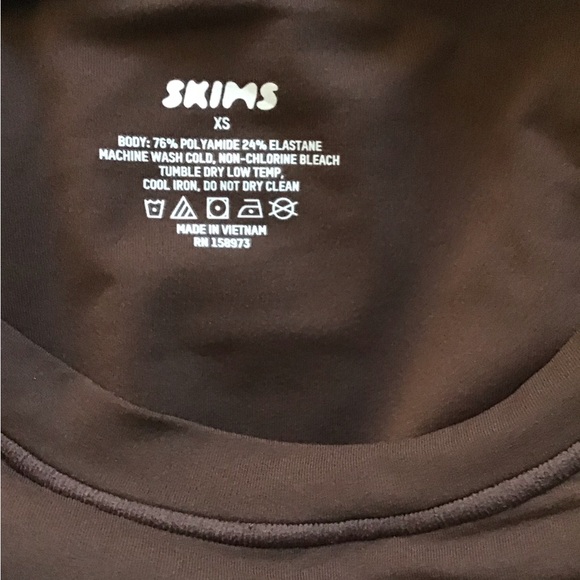 SKIMS
XS
BODY: 76% POLYAMIDE 24% ELASTANE
MACHINE WASH COLD, NON-CHLORINE BLEACH
TUMBLE DRY LOW TEMP,
COOL IRON, DO NOT DRY CLEAN
MADE IN VIETNAM
RN 158973